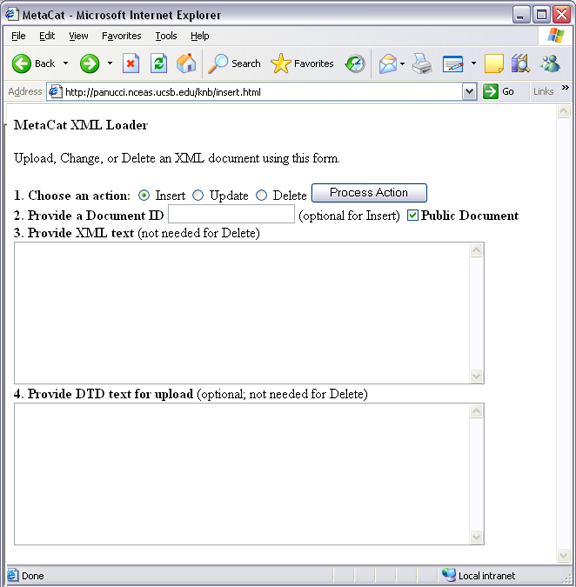 MetaCat - Microsoft Internet Explorer
File Edit View Favorites Tools Help
Back Search Favorites
Address http://panucci.nceas.ucsb.edu/knb/insert.html Go Links »
MetaCat XML Loader
Upload, Change, or Delete an XML document using this form.
1. Choose an action: Insert Update Delete Process Action
2. Provide a Document ID (optional for Insert) Public Document
3. Provide XML text (not needed for Delete)
4. Provide DTD text for upload (optional; not needed for Delete)
Done Local intranet